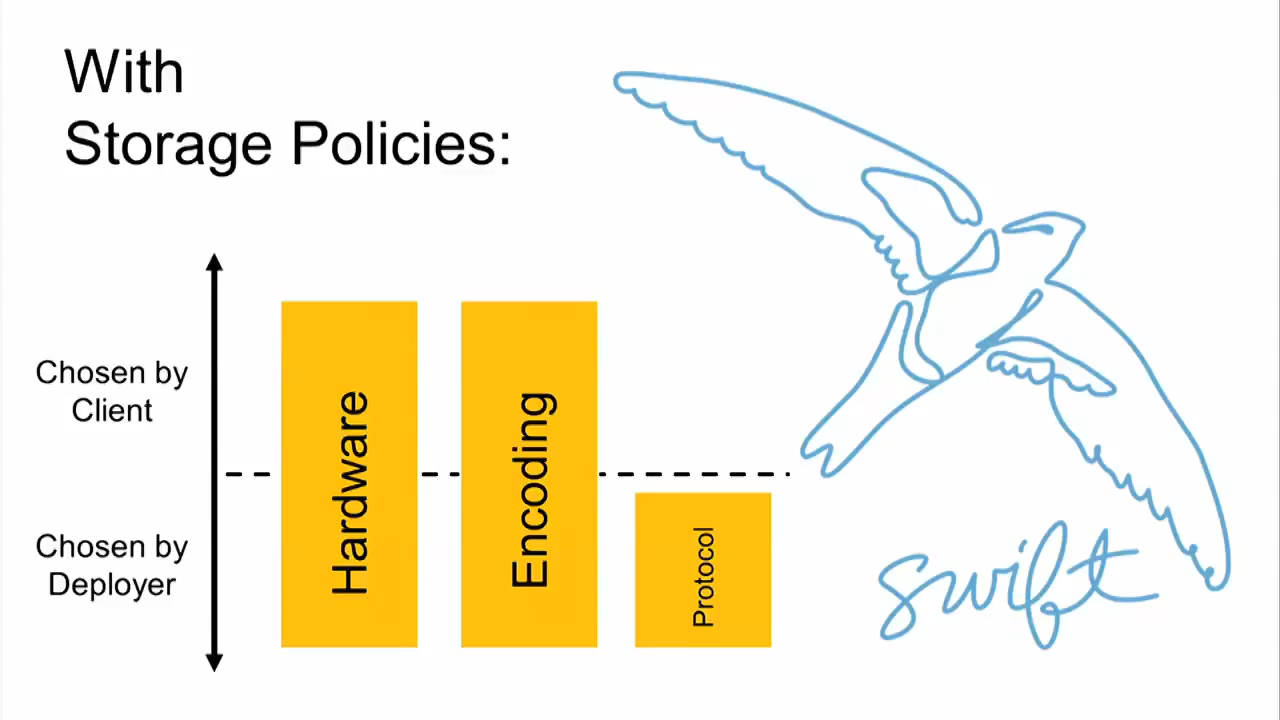 With
Storage Policies:
Chosen by
Client
Chosen by
Deployer
Hardware
Encoding
Protocol
swift